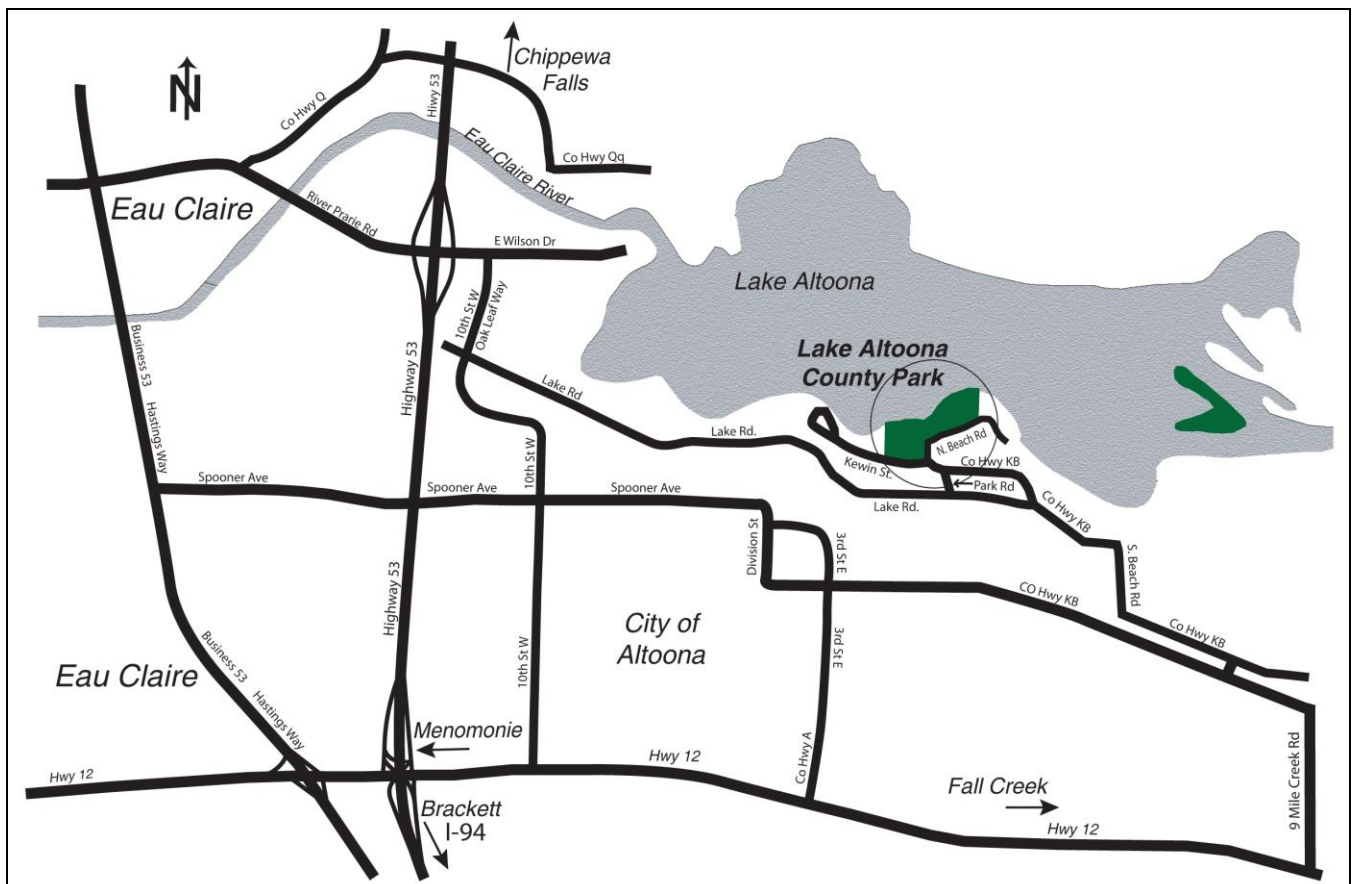 Chippewa
Falls
N
Hiwy 53
Co Hwy Q
Co Hwy Qq
Eau Claire River
Eau Claire
River Prarie Rd
E Wilson Dr
Lake Altoona
10th St W
Oak Leaf Way
Business 53
Highway 53
Lake Altoona
County Park
Lake Rd
Hastings Way
Lake Rd.
N. Beach Rd
10th St W
Kewin St.
Co Hwy KB
Spooner Ave
Spooner Ave
Spooner Ave
Park Rd
Lake Rd.
Co Hwy KB
Division St
3rd St E
S. Beach Rd
Highway 53
CO Hwy KB
City of
Altoona
3rd St E
Co Hwy KB
Business 53
Eau Claire
10th St W
Hastings Way
Menomonie
Hwy 12
Hwy 12
Co Hwy A
Fall Creek
9 Mile Creek Rd
Brackett
I-94
Hwy 12